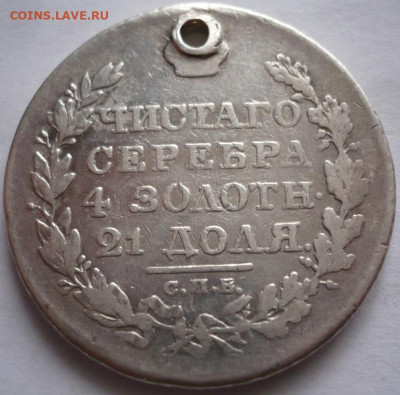 COINS.LAVE.RU
ЧИСТАГО
СЕРЕБРА
4 ЗОЛОТН.
21 ДОЛЯ.
С.П.Б.